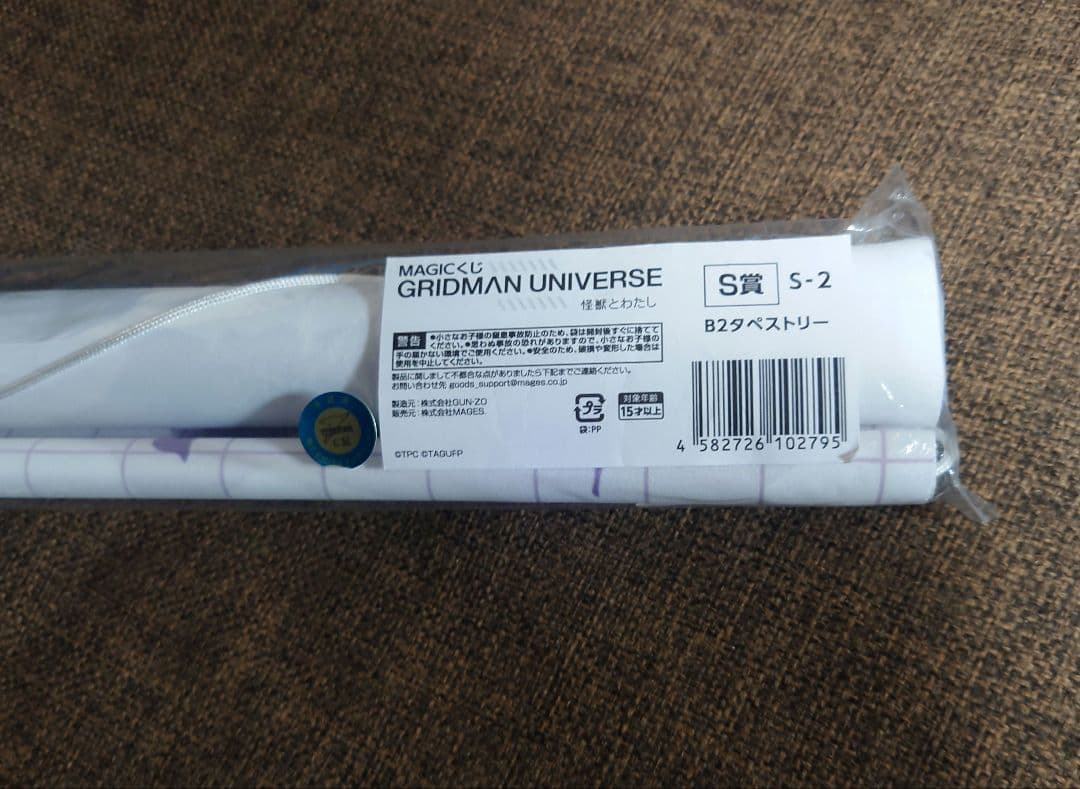 MAGICくじ
GRIDMAN UNIVERSE
怪獣とわたし
S賞 S-2
B2タペストリー
警告
●小さなお子様の窒息事故防止のため、袋は開封後すぐに捨てて
ください。●思わぬ事故の恐れがありますので、小さなお子様の
手の届かない環境でご使用ください。●安全のため、破損や変形した場合は
使用を中止してください。
製品に関しまして不都合な点がありましたら下記までご連絡ください。
お問い合わせ先 goods_support@mages.co.jp
製造元：株式会社GUN-ZO
販売元：株式会社MAGES.
プラ
袋:PP
対象年齢
15才以上
©TPC ©TAGUFP
4 582726 102795